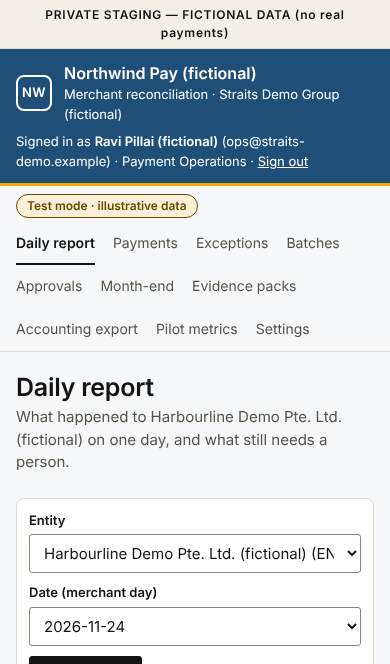 PRIVATE STAGING — FICTIONAL DATA (no real
payments)
NW
Northwind Pay (fictional)
Merchant reconciliation · Straits Demo Group
(fictional)
Signed in as Ravi Pillai (fictional) (ops@straits-
demo.example) · Payment Operations · Sign out
Test mode · illustrative data
Daily report Payments Exceptions Batches
Approvals Month-end Evidence packs
Accounting export Pilot metrics Settings
Daily report
What happened to Harbourline Demo Pte. Ltd.
(fictional) on one day, and what still needs a
person.
Entity
Harbourline Demo Pte. Ltd. (fictional) (EN
Date (merchant day)
2026-11-24